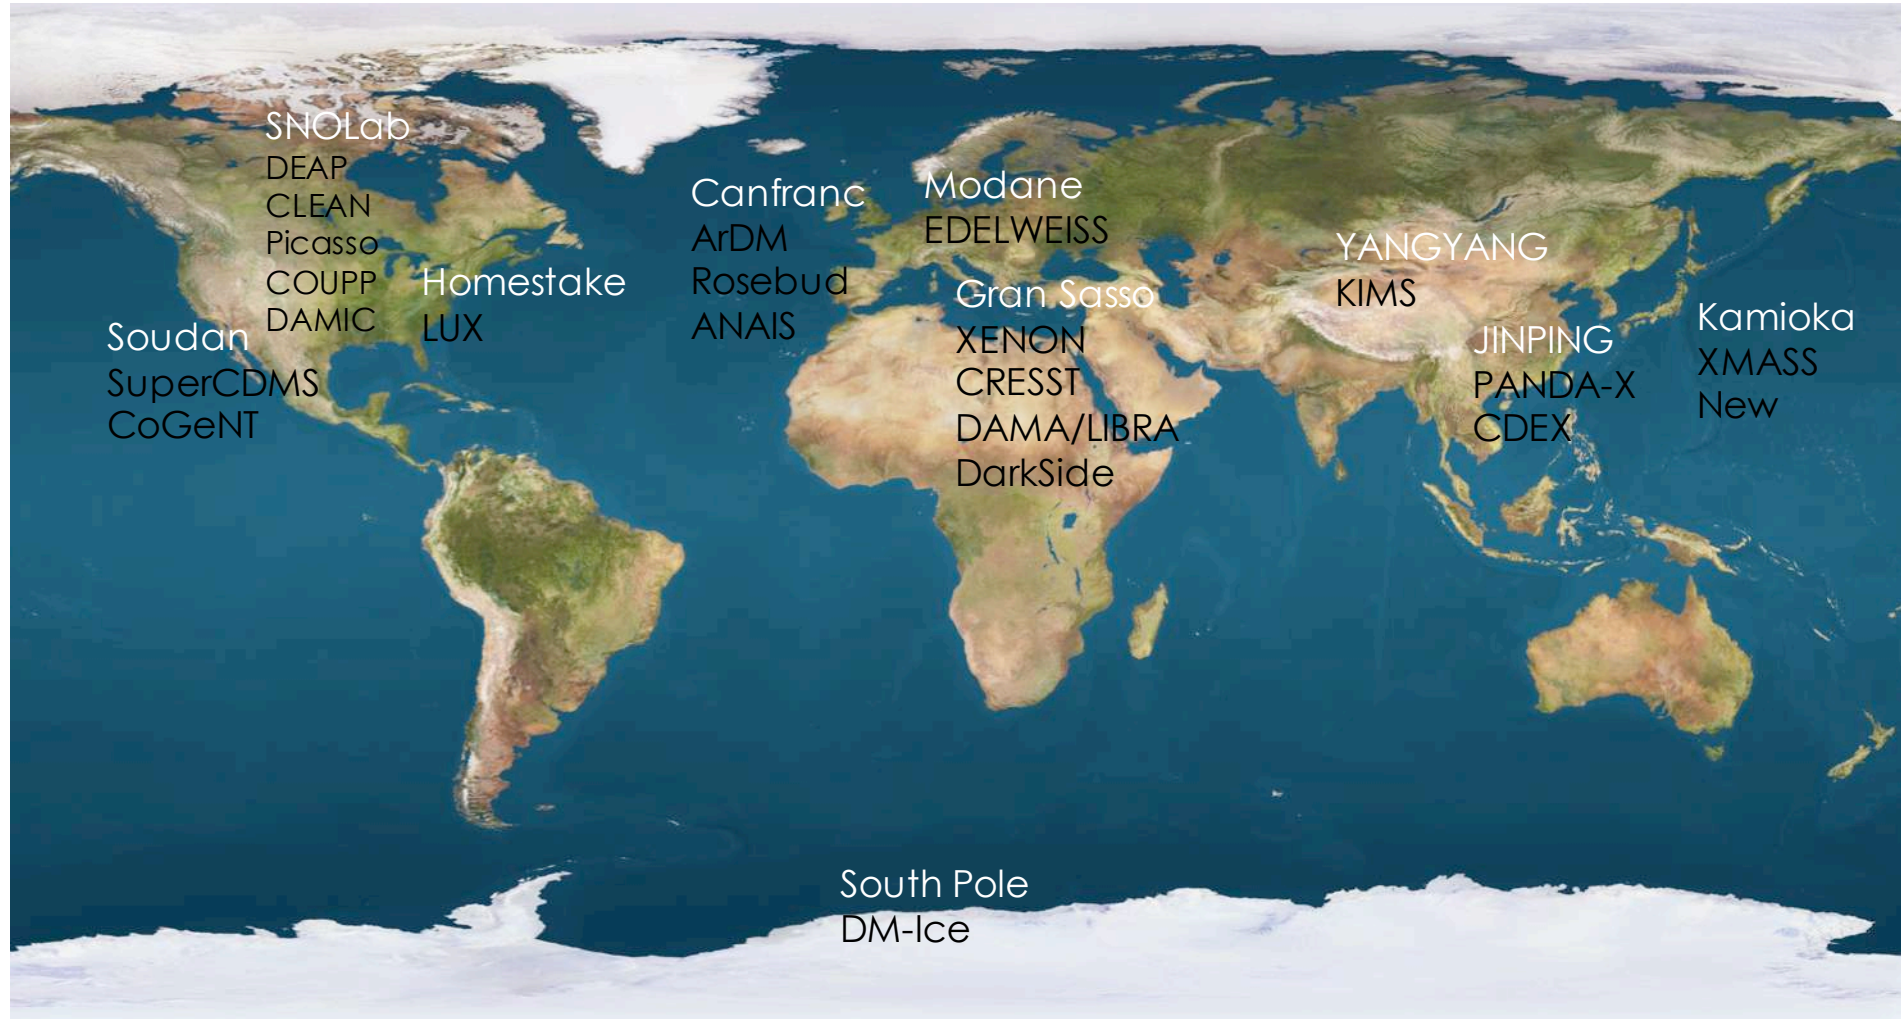 SNOLab
DEAP
CLEAN
Picasso
COUPP
DAMIC
Soudan
SuperCDMS
CoGeNT
Homestake
LUX
Canfranc
ArDM
Rosebud
ANAIS
Modane
EDELWEISS
Gran Sasso
XENON
CRESST
DAMA/LIBRA
DarkSide
YANGYANG
KIMS
JINPING
PANDA-X
CDEX
Kamioka
XMASS
New
South Pole
DM-Ice